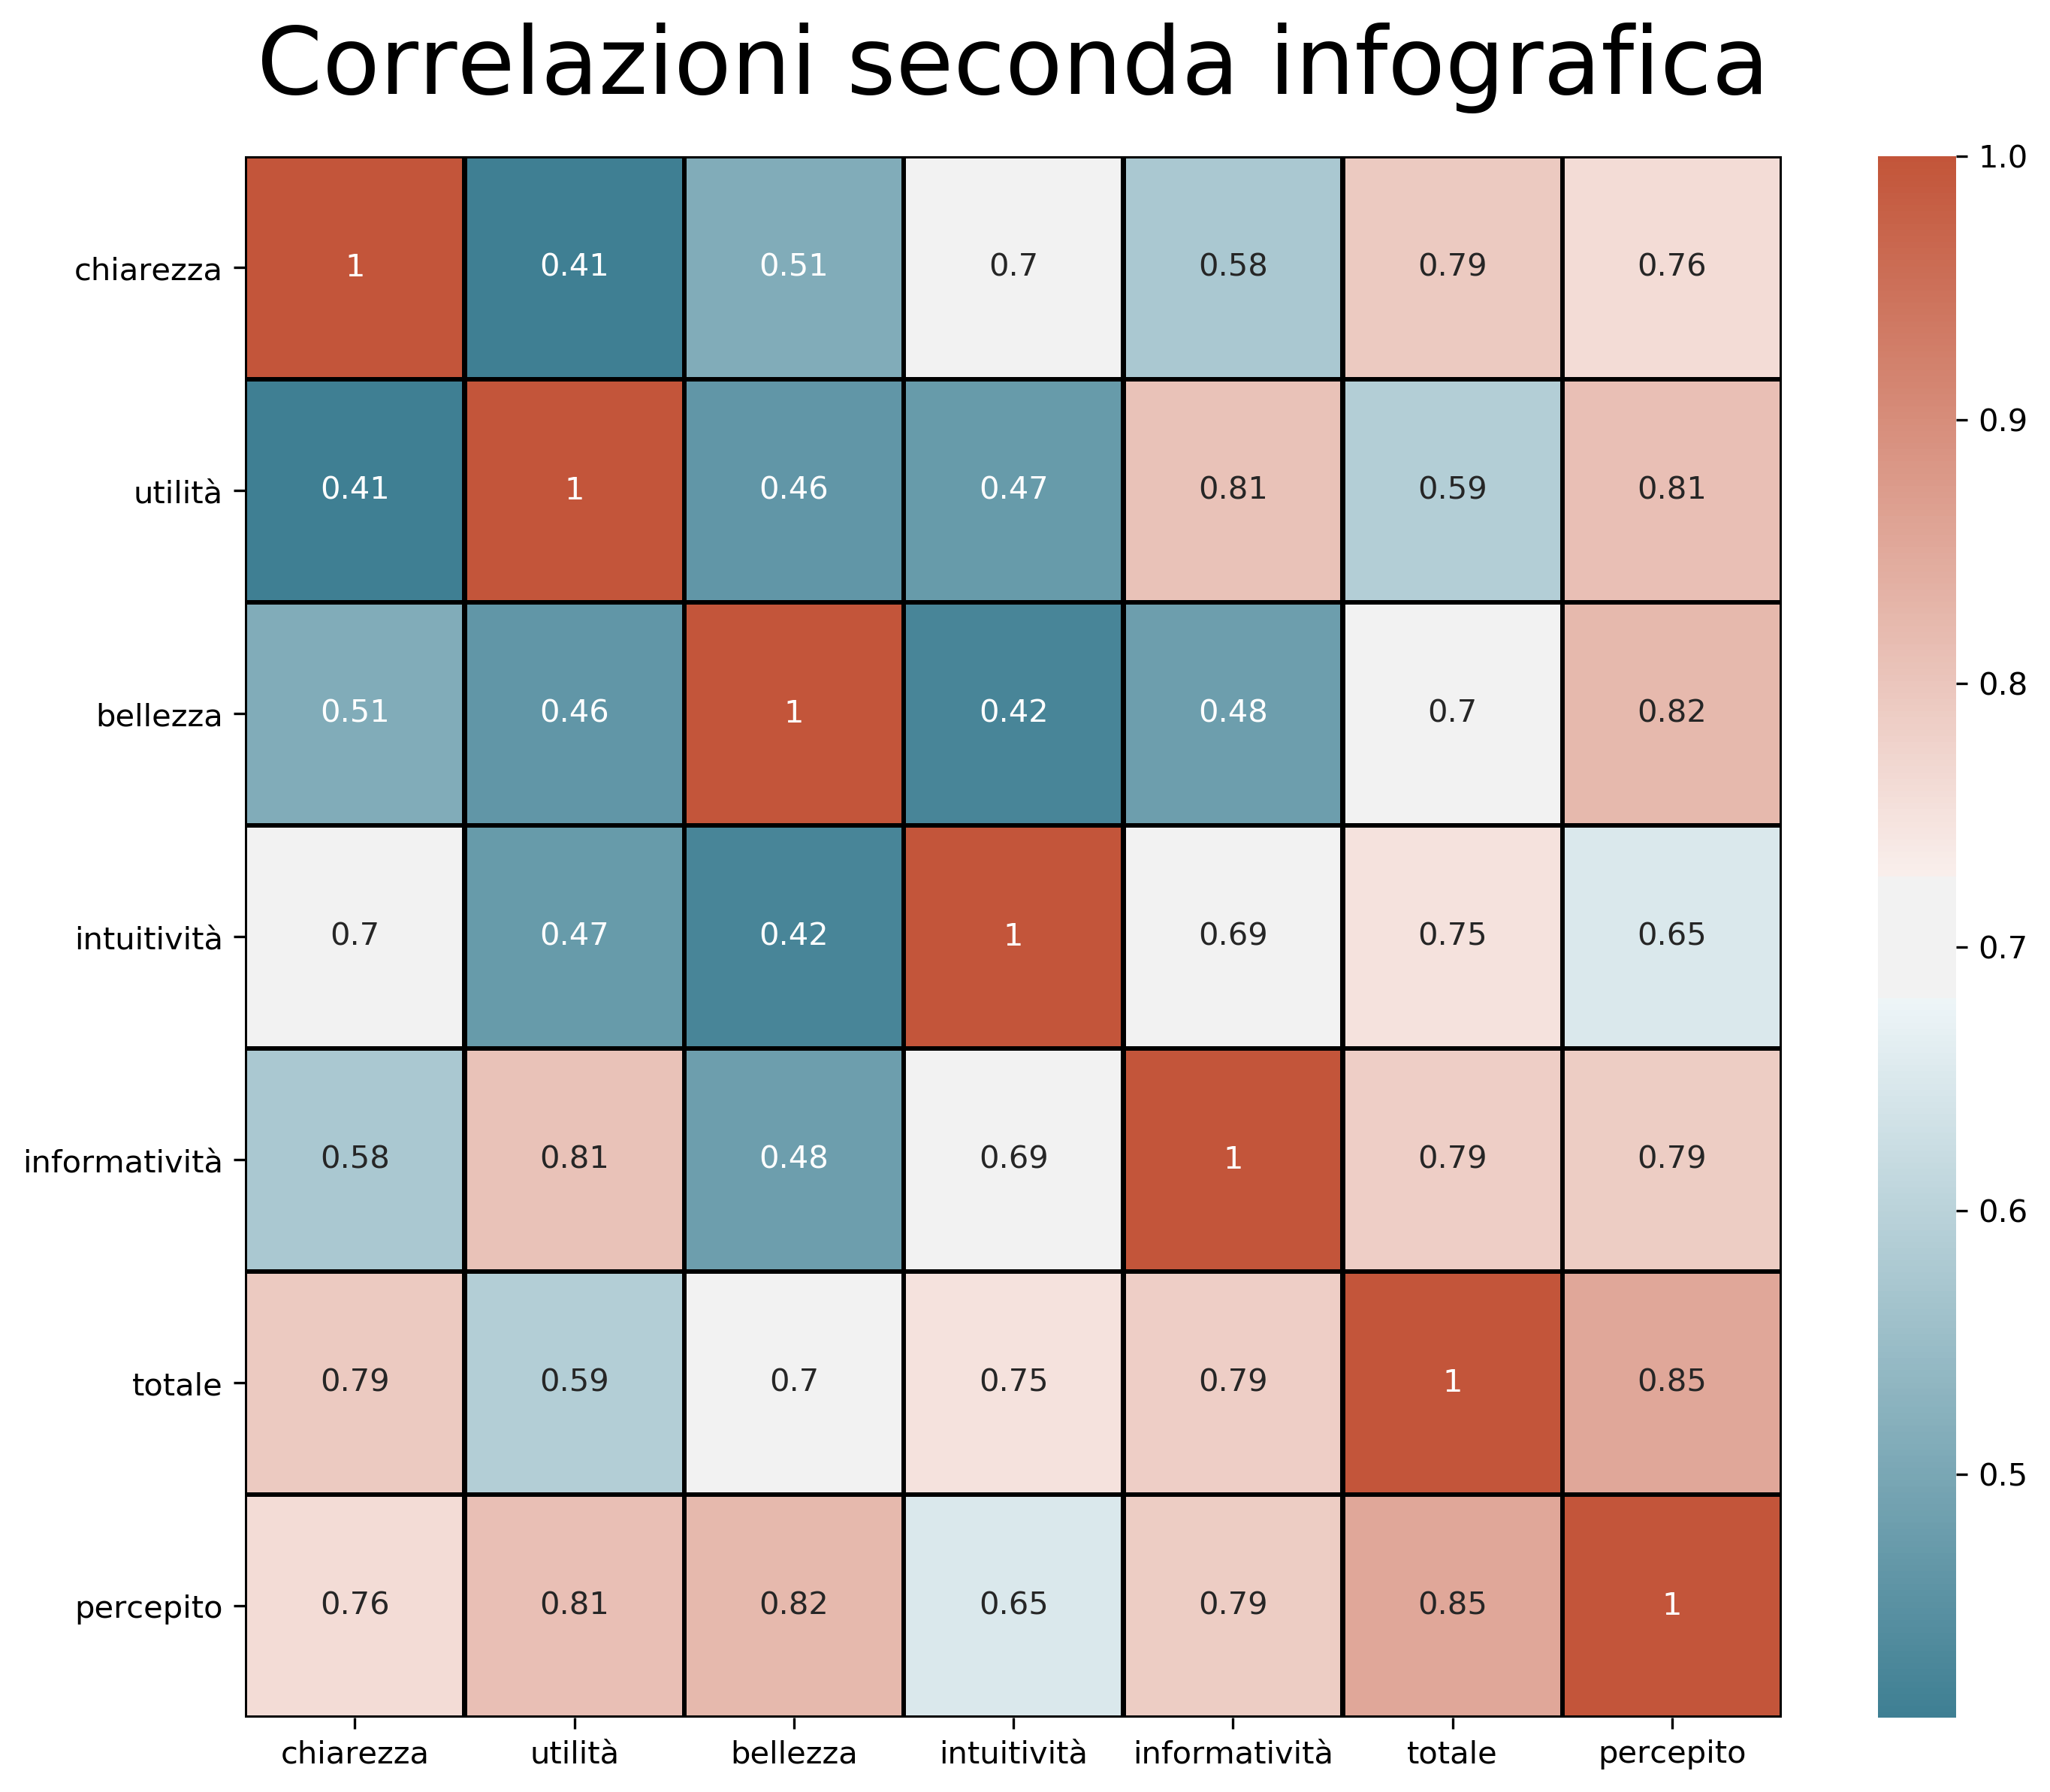 Correlazioni seconda infografica
chiarezza 1 0.41 0.51 0.7 0.58 0.79 0.76
utilità 0.41 1 0.46 0.47 0.81 0.59 0.81
bellezza 0.51 0.46 1 0.42 0.48 0.7 0.82
intuitività 0.7 0.47 0.42 1 0.69 0.75 0.65
informatività 0.58 0.81 0.48 0.69 1 0.79 0.79
totale 0.79 0.59 0.7 0.75 0.79 1 0.85
percepito 0.76 0.81 0.82 0.65 0.79 0.85 1
chiarezza utilità bellezza intuitività informatività totale percepito
1.0
0.9
0.8
0.7
0.6
0.5